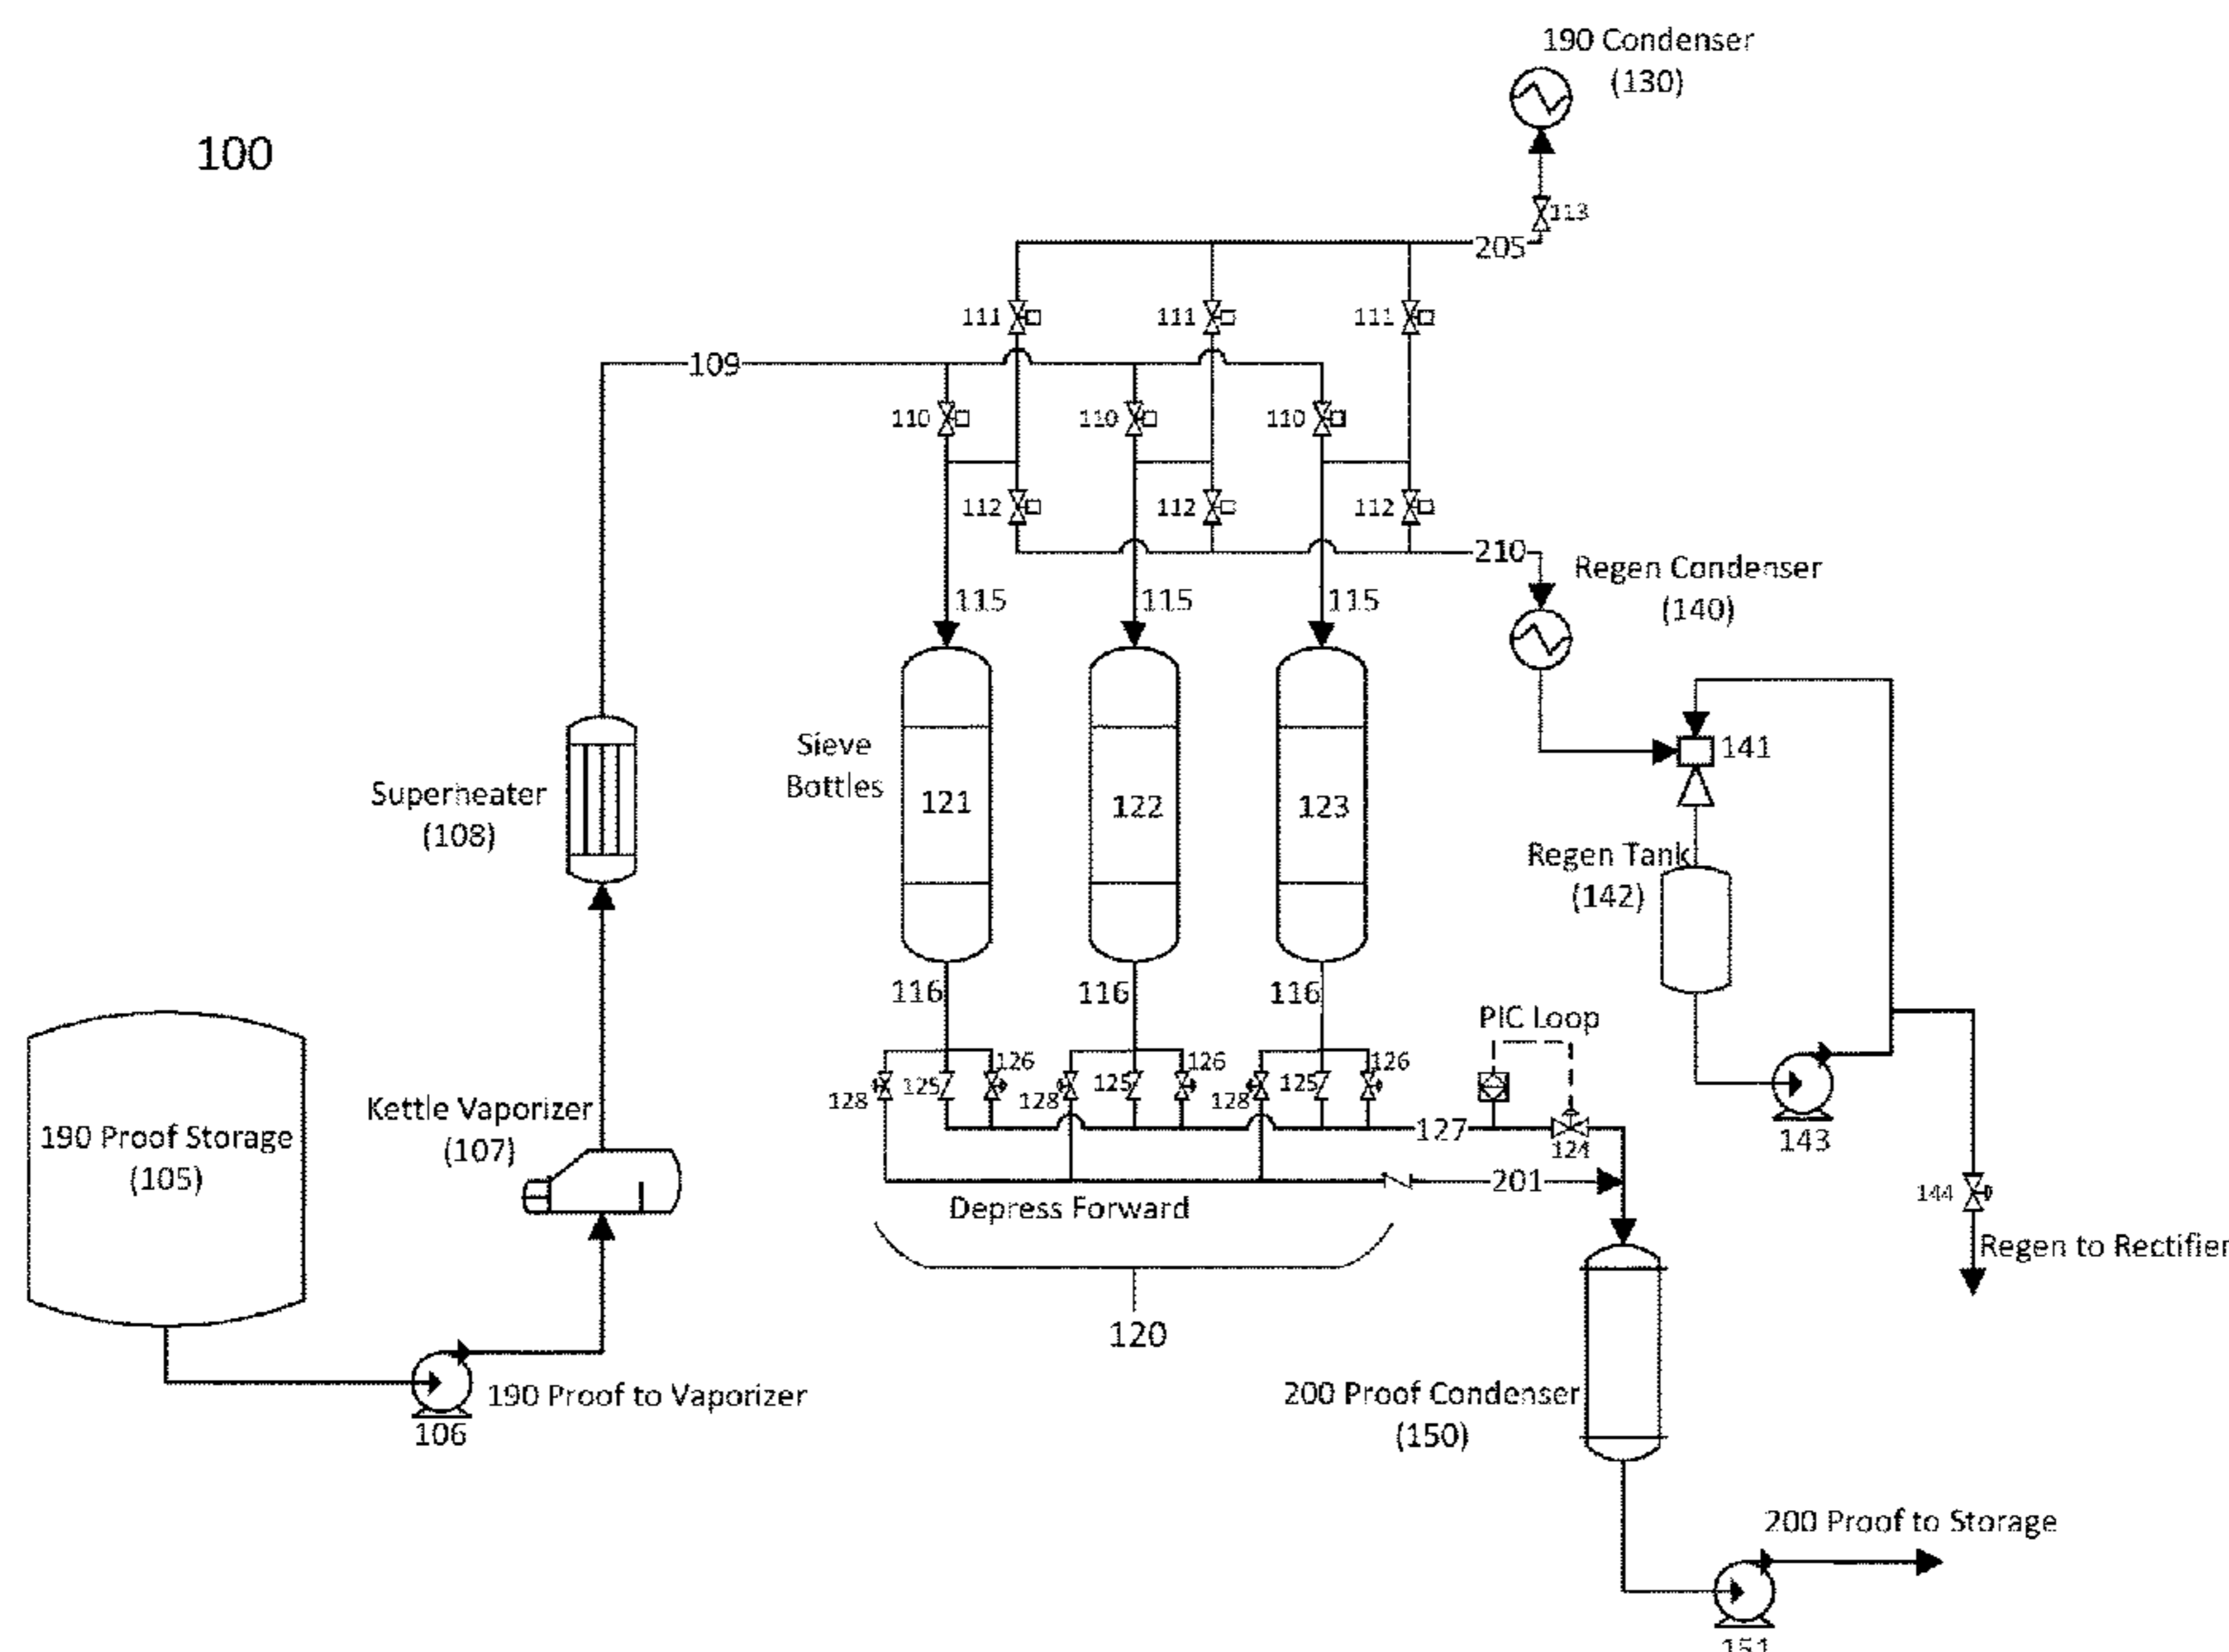 190 Condenser
(130)
100
113
205
111 111 111
109
110 110 110
112 112 112
210
Regen Condenser
(140)
115 115 115
141
Sieve
Bottles
121 122 123
Superheater
(108)
Regen Tank
(142)
116 116 116
PIC Loop
126 126 126
128 125 128 125 128 125
Kettle Vaporizer
(107)
190 Proof Storage
(105)
127
124
143
201
144
Depress Forward
Regen to Rectifier
120
190 Proof to Vaporizer
106
200 Proof Condenser
(150)
200 Proof to Storage
151